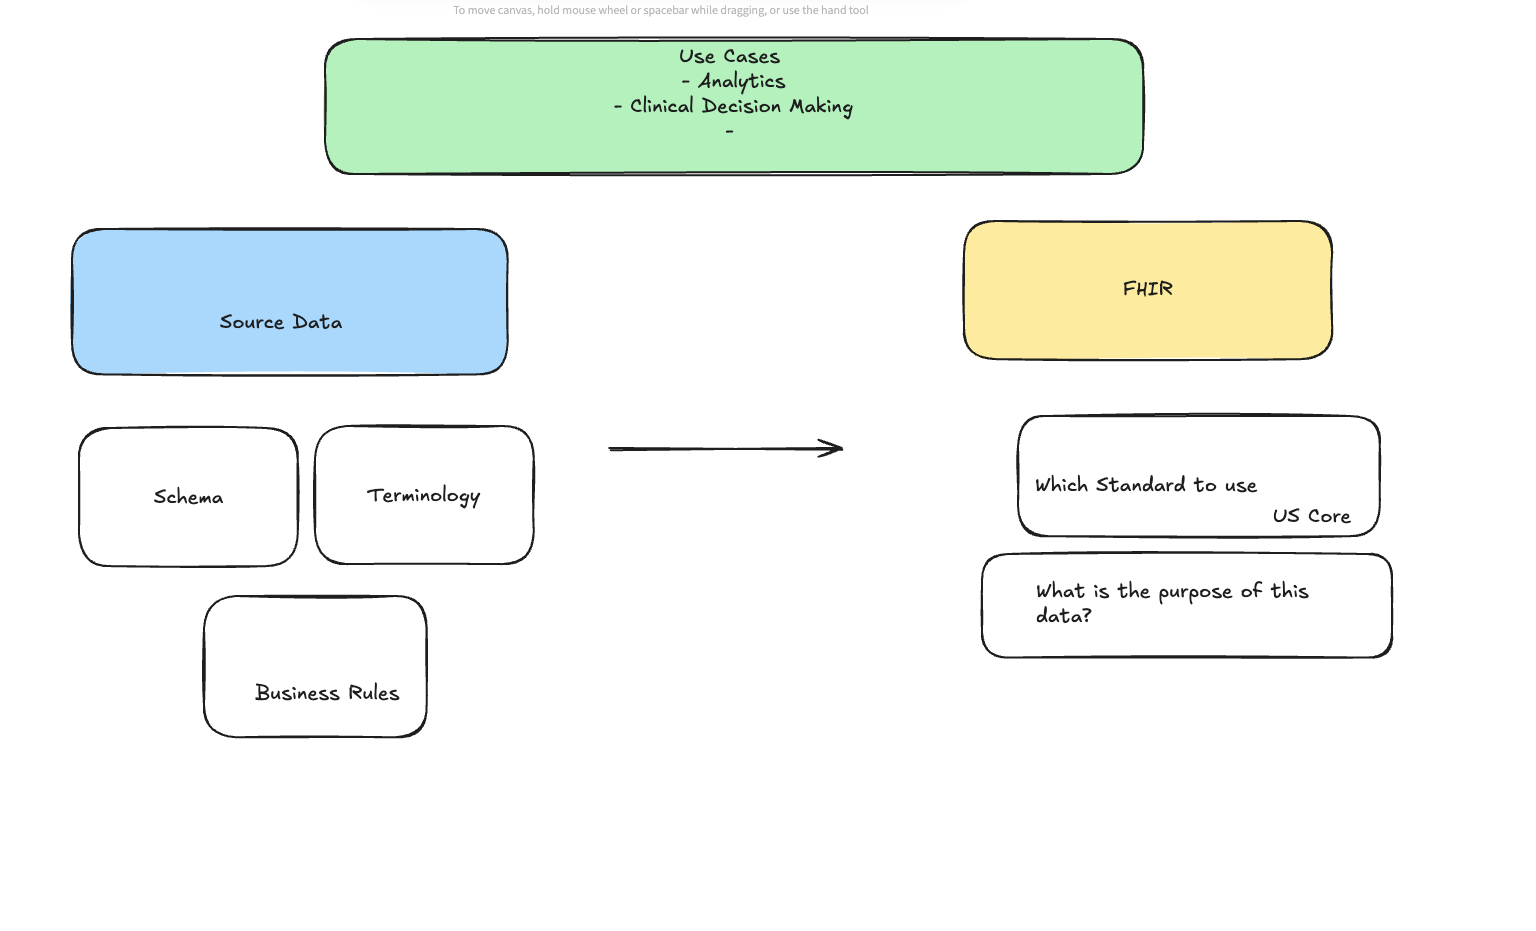 To move canvas, hold mouse wheel or spacebar while dragging, or use the hand tool
Use Cases
- Analytics
- Clinical Decision Making
-
Source Data
FHIR
Schema
Terminology
Business Rules
Which Standard to use
US Core
What is the purpose of this
data?